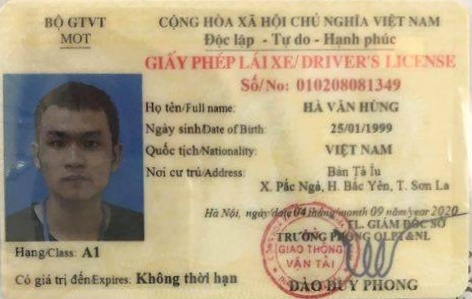 BỘ GTVT
MOT
CỘNG HÒA XÃ HỘI CHỦ NGHĨA VIỆT NAM
Độc lập - Tự do - Hạnh phúc
GIẤY PHÉP LÁI XE/DRIVER'S LICENSE
Số/No: 010208081349
Họ tên/Full name: HÀ VĂN HÙNG
Ngày sinh/Date of Birth: 25/01/1999
Quốc tịch/Nationality: VIỆT NAM
Nơi cư trú/Address: Bản Tà Ỉu
X. Pắc Ngà, H. Bắc Yên, T. Sơn La
Hà Nội, ngày/date 04 tháng/month 09 năm/year 2020
TL. GIÁM ĐỐC SỞ
TRƯỞNG PHÒNG QLPT&NL
GIAO THÔNG
VẬN TẢI
Hạng/Class: A1
Có giá trị đến/Expires: Không thời hạn
ĐÀO DUY PHONG